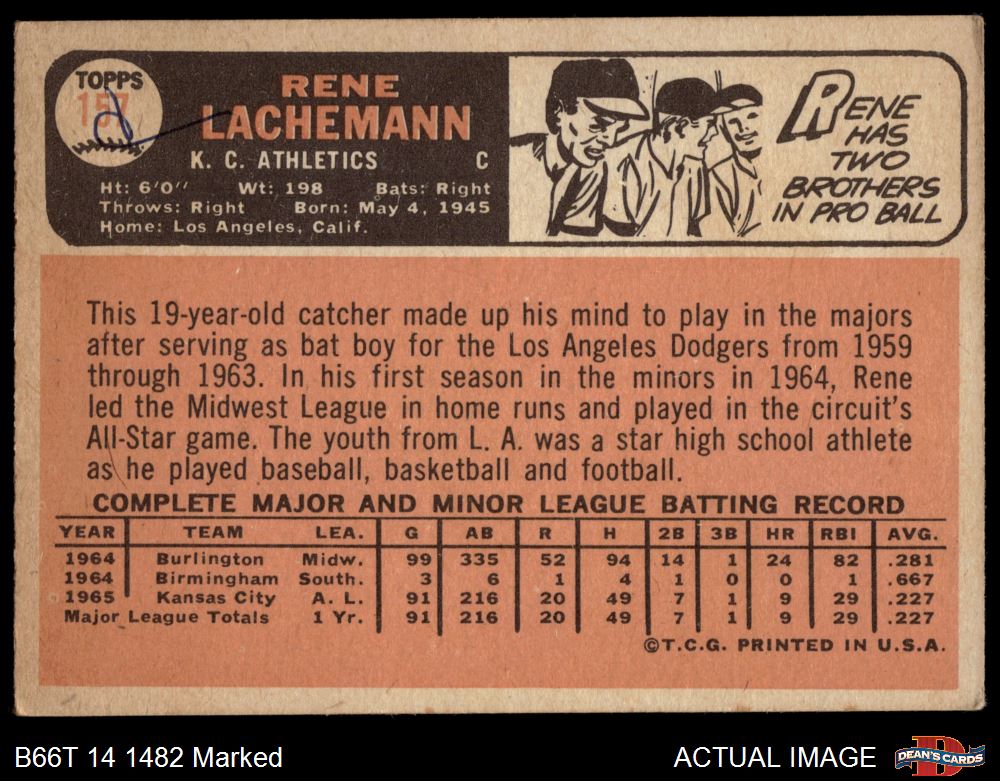 TOPPS
157
RENE
LACHEMANN
K. C. ATHLETICS C
Ht: 6'0" Wt: 198 Bats: Right
Throws: Right Born: May 4, 1945
Home: Los Angeles, Calif.
RENE
HAS
TWO
BROTHERS
IN PRO BALL
This 19-year-old catcher made up his mind to play in the majors
after serving as bat boy for the Los Angeles Dodgers from 1959
through 1963. In his first season in the minors in 1964, Rene
led the Midwest League in home runs and played in the circuit's
All-Star game. The youth from L. A. was a star high school athlete
as he played baseball, basketball and football.
COMPLETE MAJOR AND MINOR LEAGUE BATTING RECORD
YEAR TEAM LEA. G AB R H 2B 3B HR RBI AVG.
1964 Burlington Midw. 99 335 52 94 14 1 24 82 .281
1964 Birmingham South. 3 6 1 4 1 0 0 1 .667
1965 Kansas City A. L. 91 216 20 49 7 1 9 29 .227
Major League Totals 1 Yr. 91 216 20 49 7 1 9 29 .227
©T.C.G. PRINTED IN U.S.A.
B66T 14 1482 Marked
ACTUAL IMAGE
D
DEAN'S CARDS